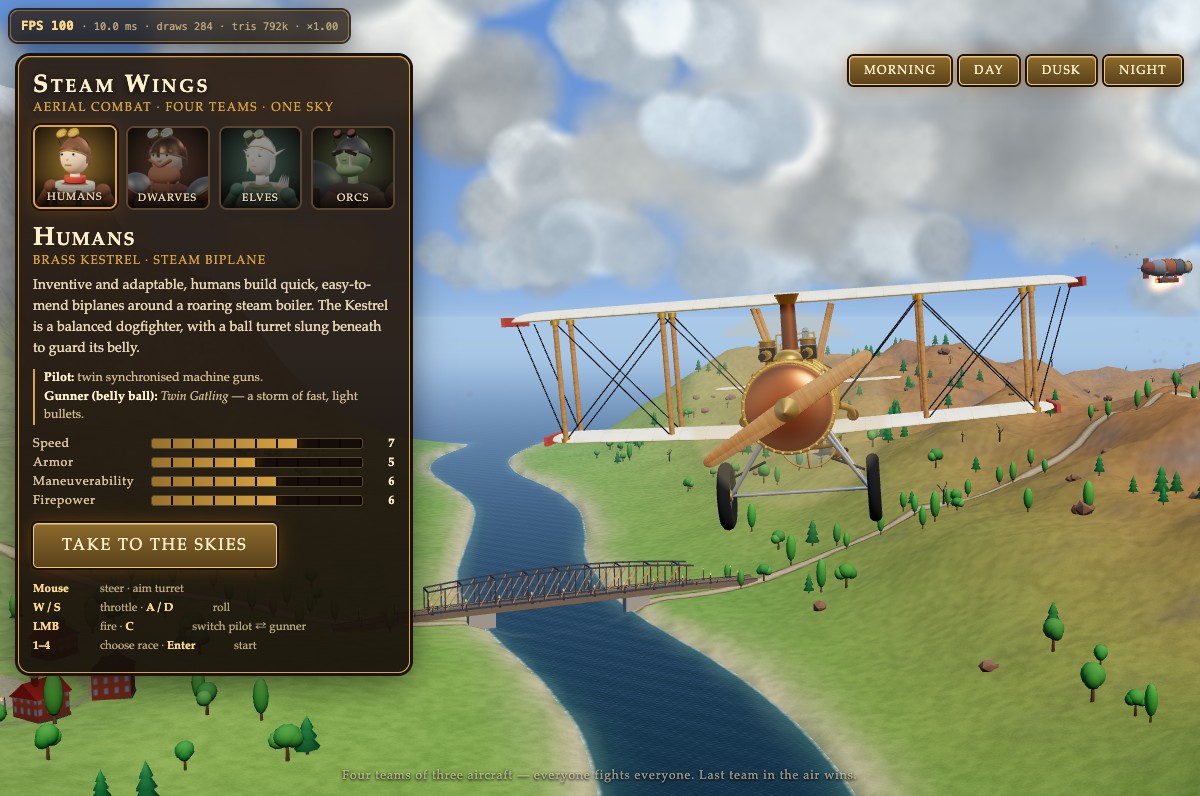 FPS 100 · 10.0 ms · draws 284 · tris 792k · ×1.00
MORNING
DAY
DUSK
NIGHT
STEAM WINGS
AERIAL COMBAT · FOUR TEAMS · ONE SKY
HUMANS
DWARVES
ELVES
ORCS
HUMANS
BRASS KESTREL · STEAM BIPLANE
Inventive and adaptable, humans build quick, easy-to-
mend biplanes around a roaring steam boiler. The Kestrel
is a balanced dogfighter, with a ball turret slung beneath
to guard its belly.
Pilot: twin synchronised machine guns.
Gunner (belly ball): Twin Gatling — a storm of fast, light
bullets.
Speed 7
Armor 5
Maneuverability 6
Firepower 6
TAKE TO THE SKIES
Mouse steer · aim turret
W / S throttle · A / D roll
LMB fire · C switch pilot ⇄ gunner
1–4 choose race · Enter start
Four teams of three aircraft — everyone fights everyone. Last team in the air wins.